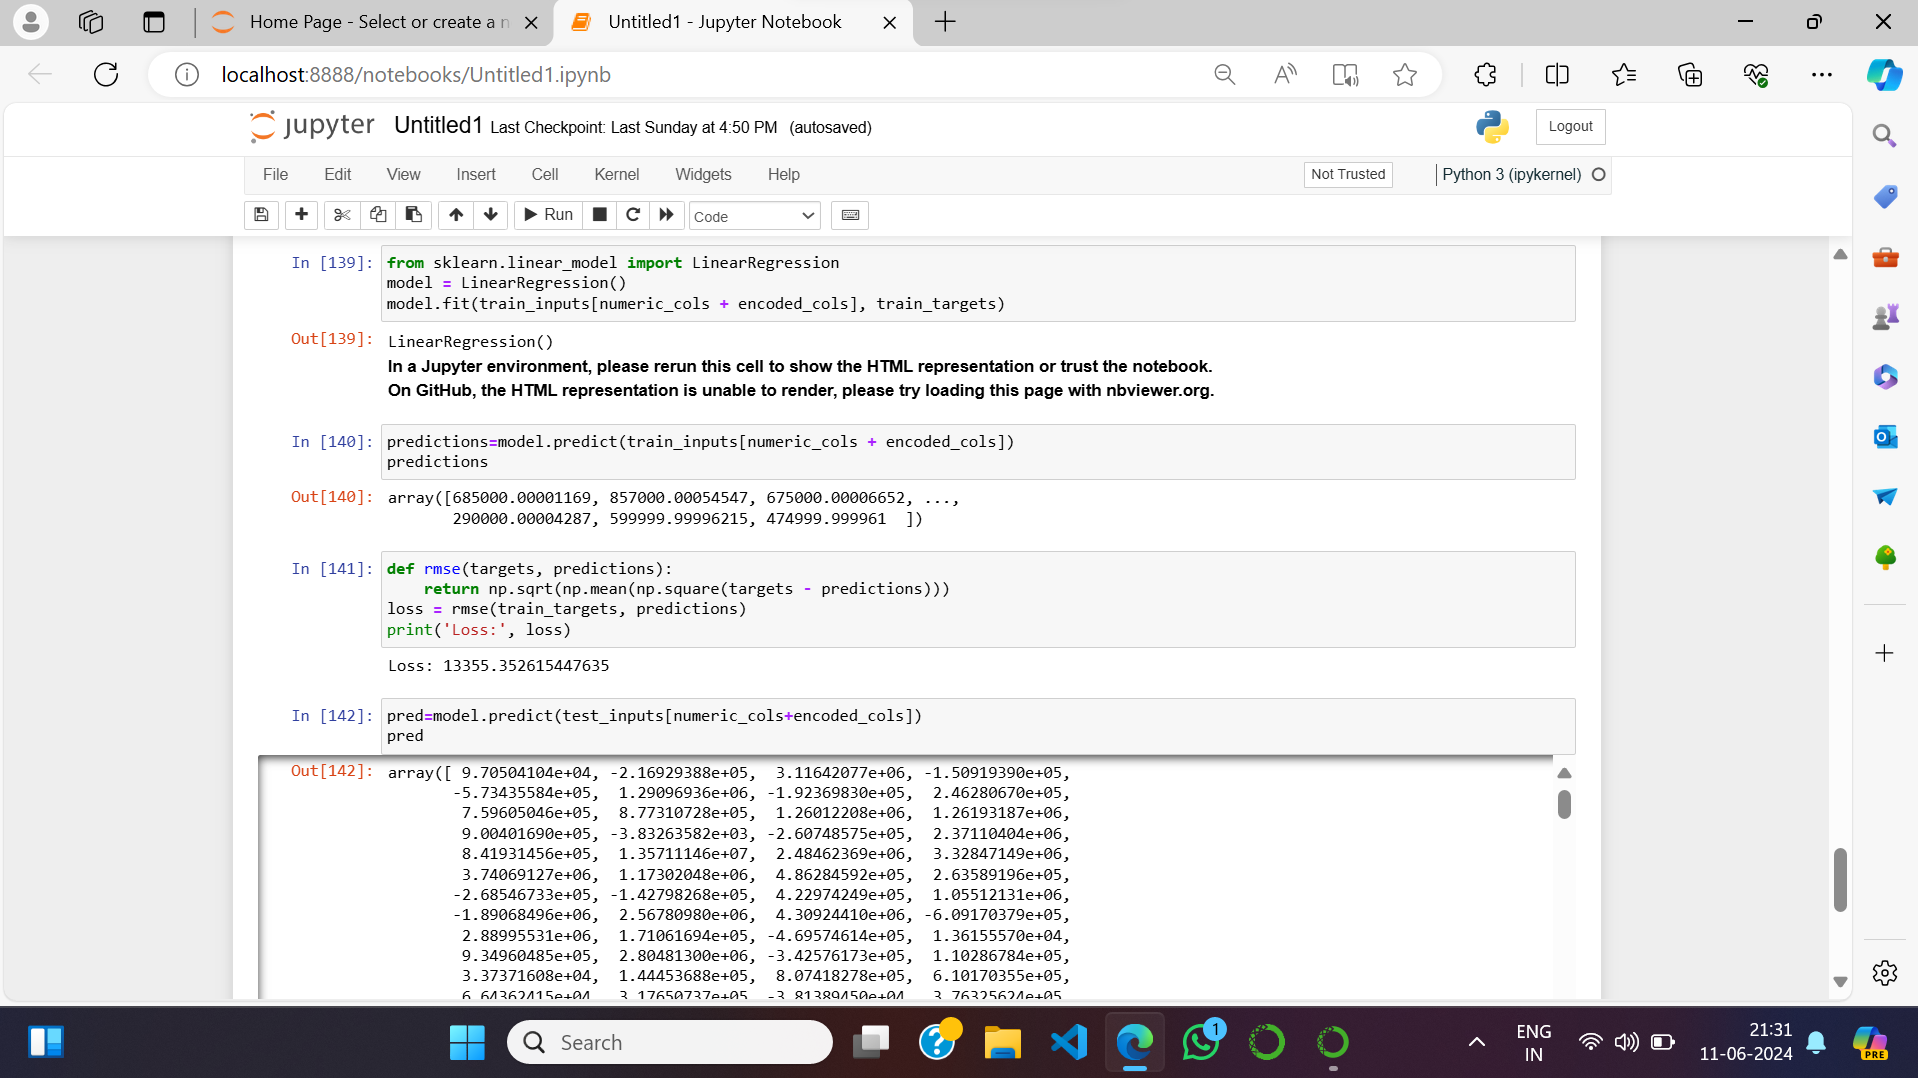 Home Page - Select or create a n
Untitled1 - Jupyter Notebook
localhost:8888/notebooks/Untitled1.ipynb
jupyter Untitled1 Last Checkpoint: Last Sunday at 4:50 PM (autosaved)
Logout
File Edit View Insert Cell Kernel Widgets Help
Not Trusted
Python 3 (ipykernel)
Run
Code
In [139]: from sklearn.linear_model import LinearRegression
model = LinearRegression()
model.fit(train_inputs[numeric_cols + encoded_cols], train_targets)
Out[139]: LinearRegression()
In a Jupyter environment, please rerun this cell to show the HTML representation or trust the notebook.
On GitHub, the HTML representation is unable to render, please try loading this page with nbviewer.org.
In [140]: predictions=model.predict(train_inputs[numeric_cols + encoded_cols])
predictions
Out[140]: array([685000.00001169, 857000.00054547, 675000.00006652, ...,
290000.00004287, 599999.99996215, 474999.999961  ])
In [141]: def rmse(targets, predictions):
return np.sqrt(np.mean(np.square(targets - predictions)))
loss = rmse(train_targets, predictions)
print('Loss:', loss)
Loss: 13355.352615447635
In [142]: pred=model.predict(test_inputs[numeric_cols+encoded_cols])
pred
Out[142]: array([ 9.70504104e+04, -2.16929388e+05,  3.11642077e+06, -1.50919390e+05,
-5.73435584e+05,  1.29096936e+06, -1.92369830e+05,  2.46280670e+05,
7.59605046e+05,  8.77310728e+05,  1.26012208e+06,  1.26193187e+06,
9.00401690e+05, -3.83263582e+03, -2.60748575e+05,  2.37110404e+06,
8.41931456e+05,  1.35711146e+07,  2.48462369e+06,  3.32847149e+06,
3.74069127e+06,  1.17302048e+06,  4.86284592e+05,  2.63589196e+05,
-2.68546733e+05, -1.42798268e+05,  4.22974249e+05,  1.05512131e+06,
-1.89068496e+06,  2.56780980e+06,  4.30924410e+06, -6.09170379e+05,
2.88995531e+06,  1.71061694e+05, -4.69574614e+05,  1.36155570e+04,
9.34960485e+05,  2.80481300e+06, -3.42576173e+05,  1.10286784e+05,
3.37371608e+04,  1.44453688e+05,  8.07418278e+05,  6.10170355e+05,
6.64362415e+04,  3.17650737e+05, -3.81389450e+04,  3.76325624e+05,
Search
1
ENG
IN
21:31
11-06-2024
PRE